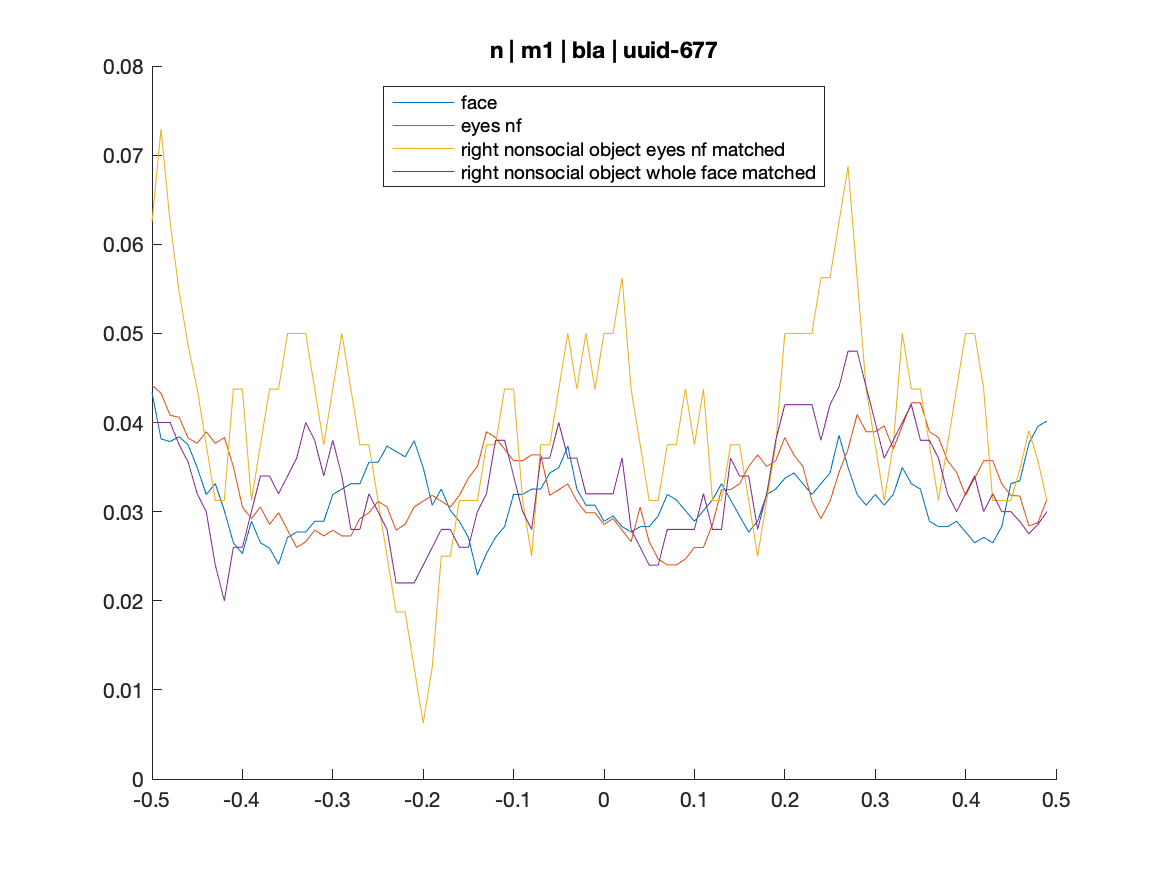 n | m1 | bla | uuid-677
0.08
face
eyes nf
right nonsocial object eyes nf matched
right nonsocial object whole face matched
0.07
0.06
0.05
0.04
0.03
0.02
0.01
0
-0.5 -0.4 -0.3 -0.2 -0.1 0 0.1 0.2 0.3 0.4 0.5